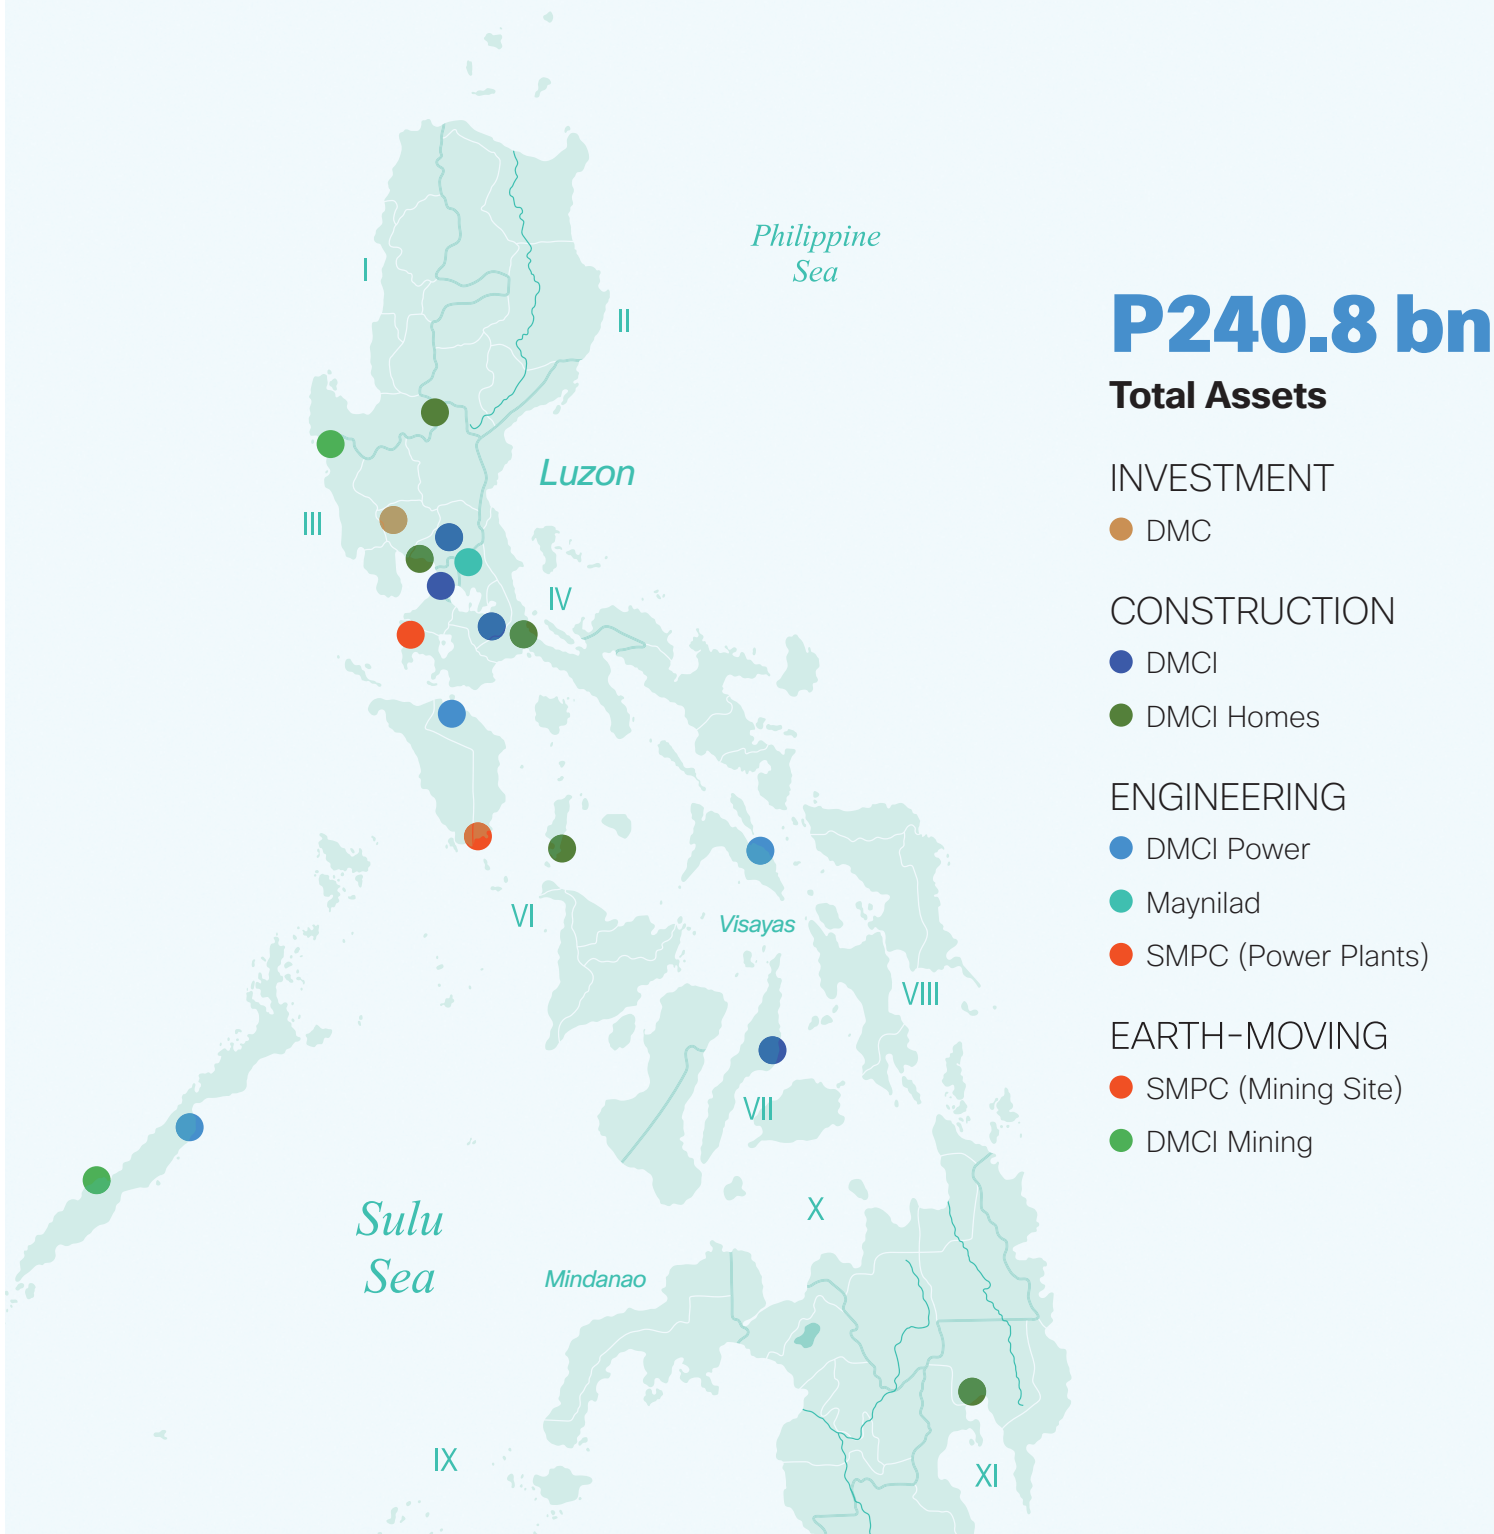 Philippine
Sea
I
II
Luzon
III
IV
VI
Visayas
VIII
VII
X
Sulu
Sea
Mindanao
IX
XI
P240.8 bn
Total Assets
INVESTMENT
DMC
CONSTRUCTION
DMCI
DMCI Homes
ENGINEERING
DMCI Power
Maynilad
SMPC (Power Plants)
EARTH-MOVING
SMPC (Mining Site)
DMCI Mining